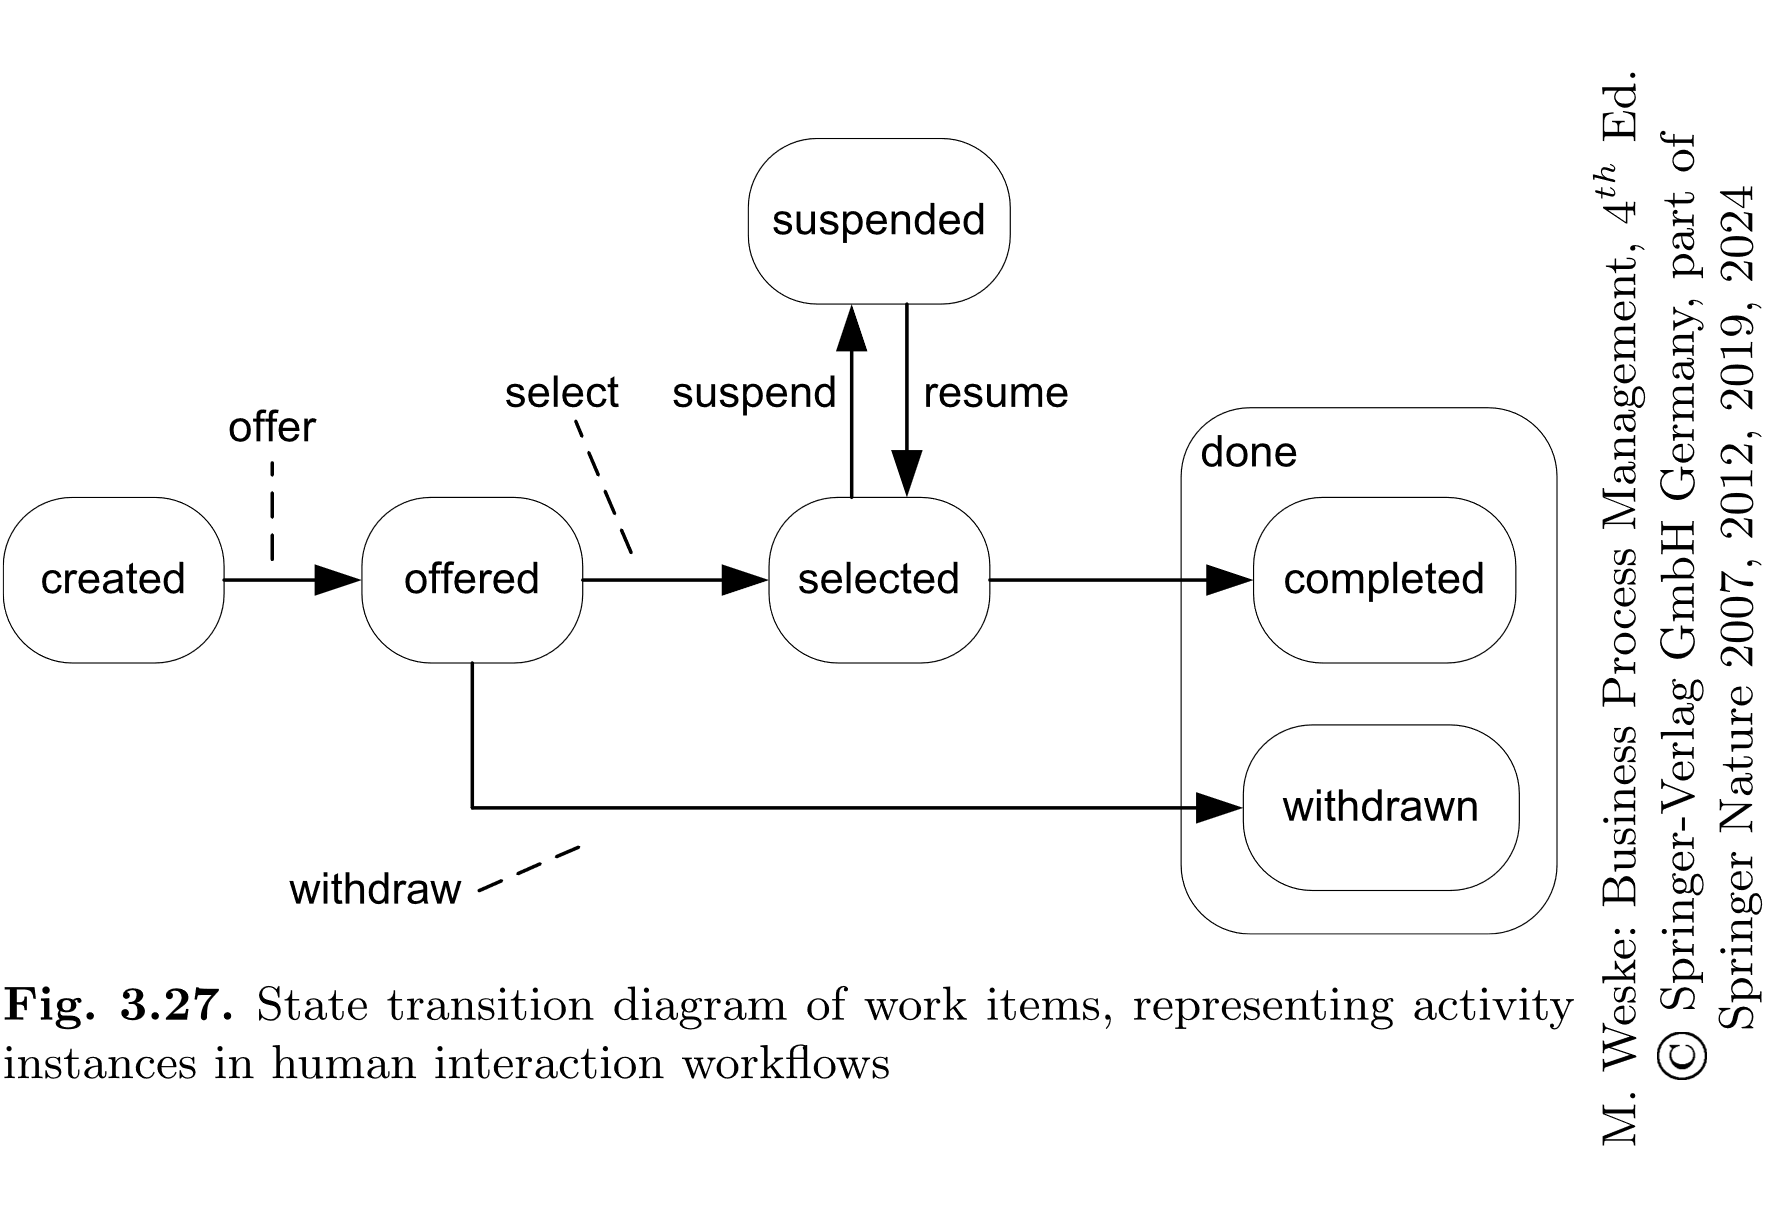 suspended
select
suspend
resume
offer
done
created
offered
selected
completed
withdrawn
withdraw
Fig. 3.27. State transition diagram of work items, representing activity
instances in human interaction workflows
M. Weske: Business Process Management, 4th Ed.
© Springer-Verlag GmbH Germany, part of
Springer Nature 2007, 2012, 2019, 2024